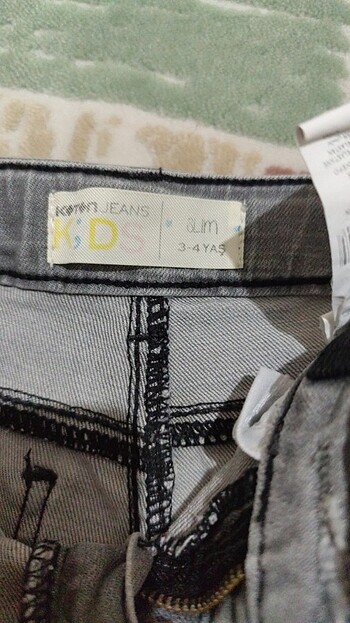 KOTON JEANS
KiDS
SLIM
3-4 YAŞ